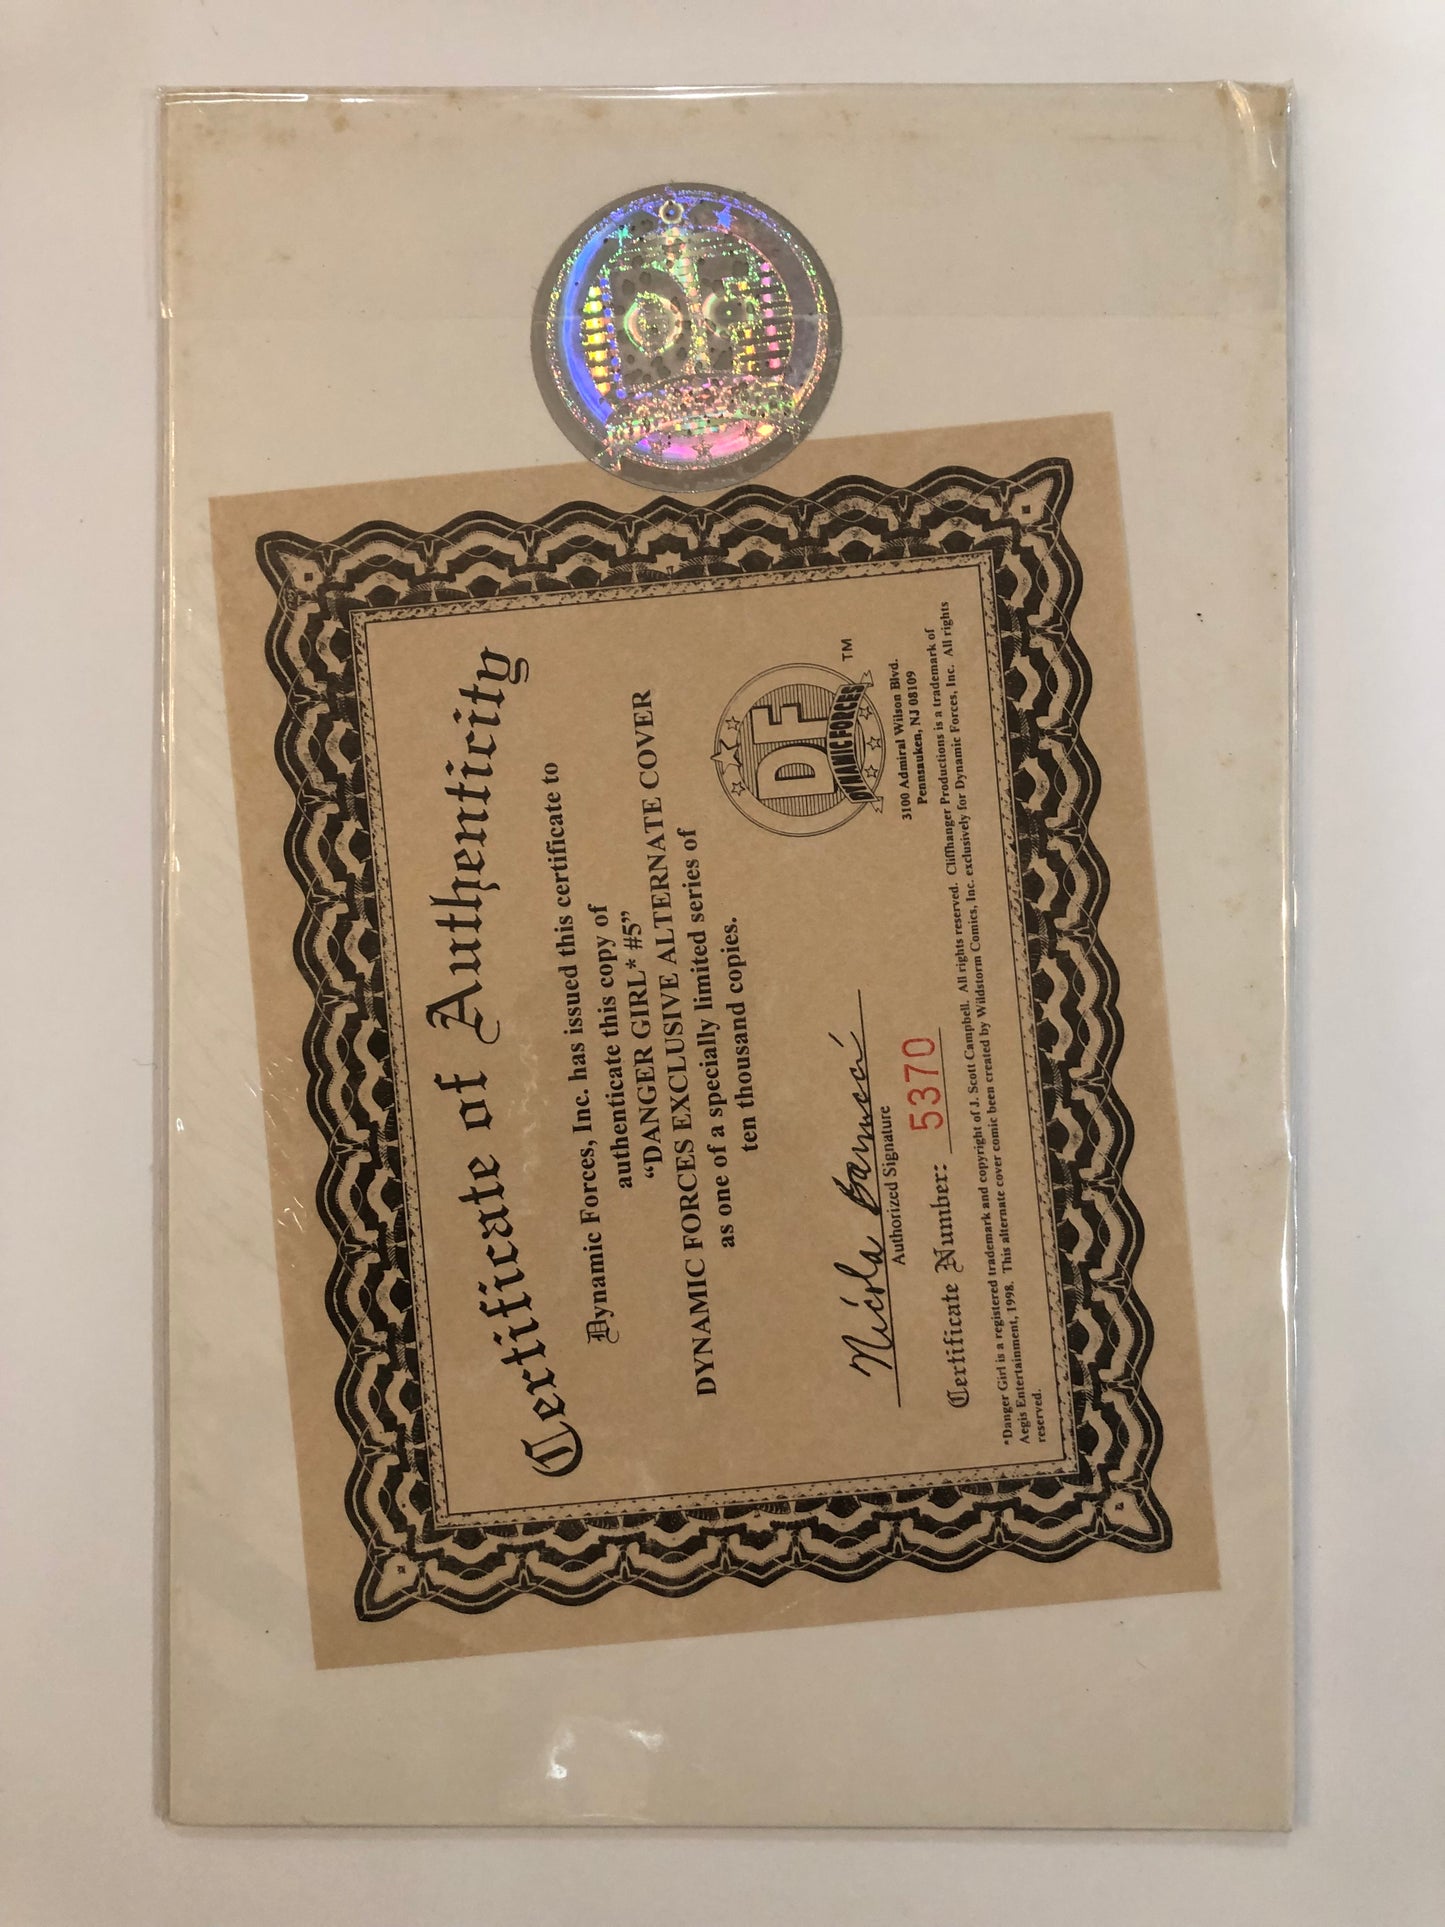 Certificate of Authenticity
Dynamic Forces, Inc. has issued this certificate to
authenticate this copy of
“DANGER GIRL* #5”
DYNAMIC FORCES EXCLUSIVE ALTERNATE COVER
as one of a specially limited series of
ten thousand copies.
DF
DYNAMIC FORCES
TM
3100 Admiral Wilson Blvd.
Pennsauken, NJ 08109
Authorized Signature
Certificate Number: 5370
*Danger Girl is a registered trademark and copyright of J. Scott Campbell. All rights reserved. Cliffhanger Productions is a trademark of
Aegis Entertainment, 1998. This alternate cover comic been created by Wildstorm Comics, Inc. exclusively for Dynamic Forces, Inc. All rights
reserved.